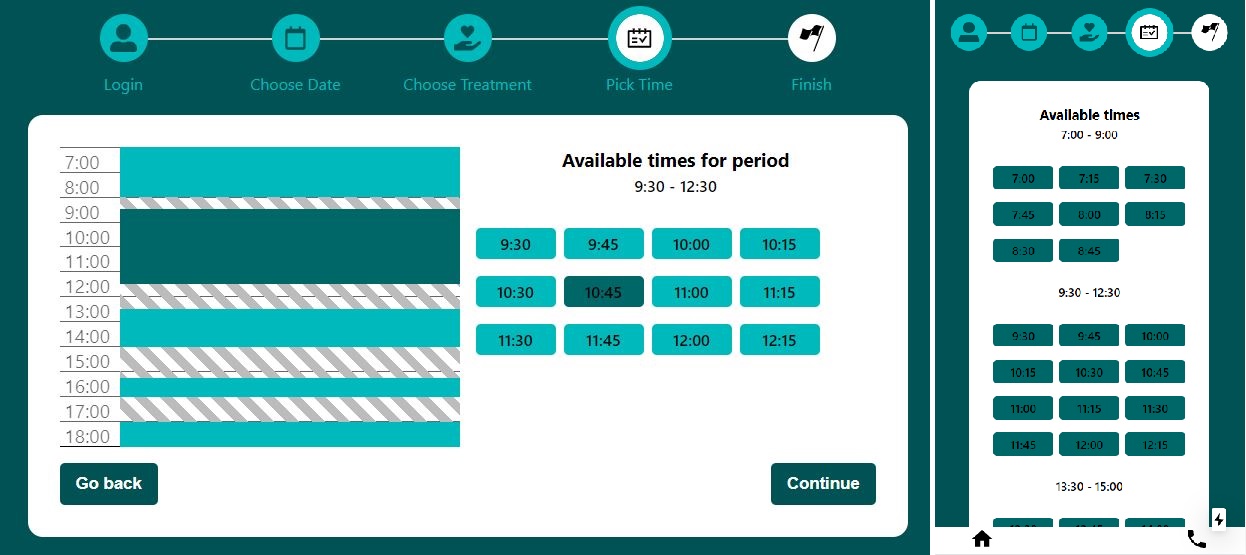 Login
Choose Date
Choose Treatment
Pick Time
Finish
7:00
8:00
9:00
10:00
11:00
12:00
13:00
14:00
15:00
16:00
17:00
18:00
Available times for period
9:30 - 12:30
9:30 9:45 10:00 10:15
10:30 10:45 11:00 11:15
11:30 11:45 12:00 12:15
Go back
Continue
Available times
7:00 - 9:00
7:00 7:15 7:30
7:45 8:00 8:15
8:30 8:45
9:30 - 12:30
9:30 9:45 10:00
10:15 10:30 10:45
11:00 11:15 11:30
11:45 12:00 12:15
13:30 - 15:00